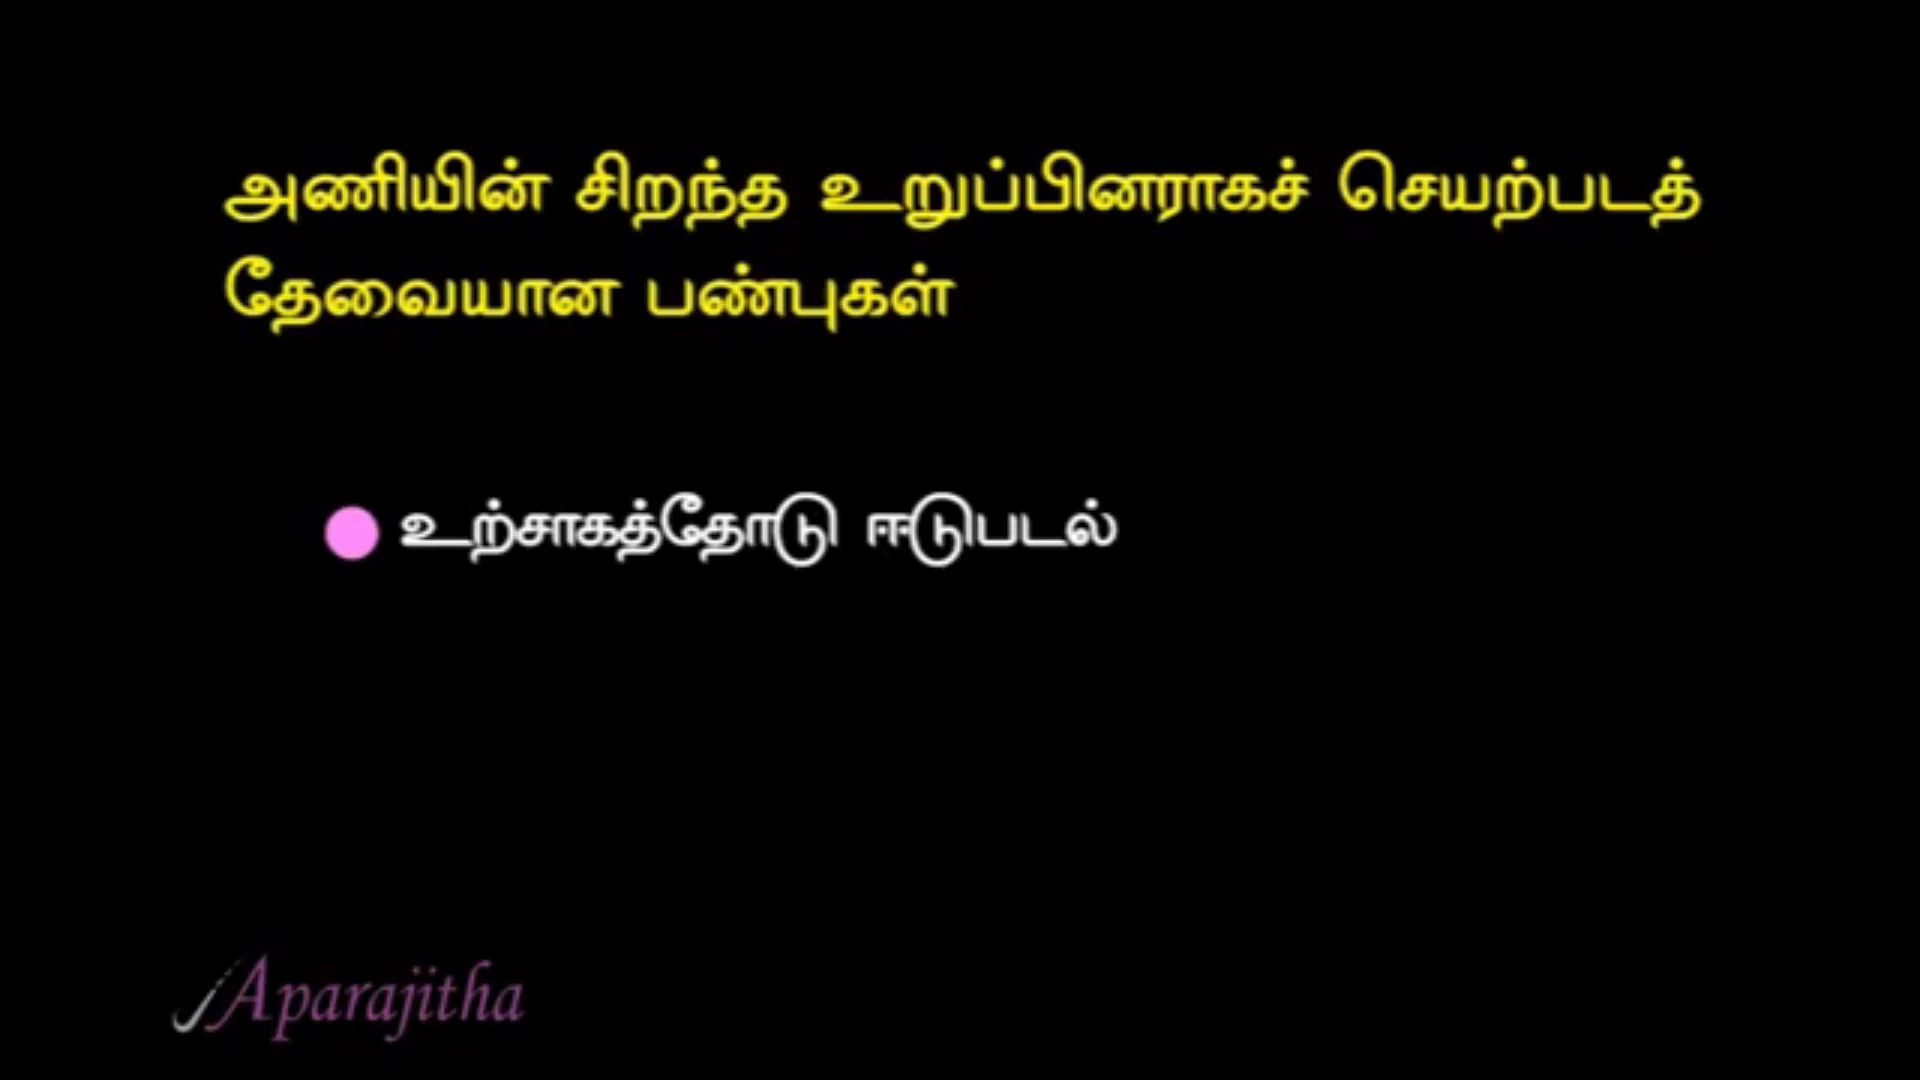 அணியின் சிறந்த உறுப்பினராகச் செயற்படத்
தேவையான பண்புகள்
உற்சாகத்தோடு ஈடுபடல்
Aparajitha